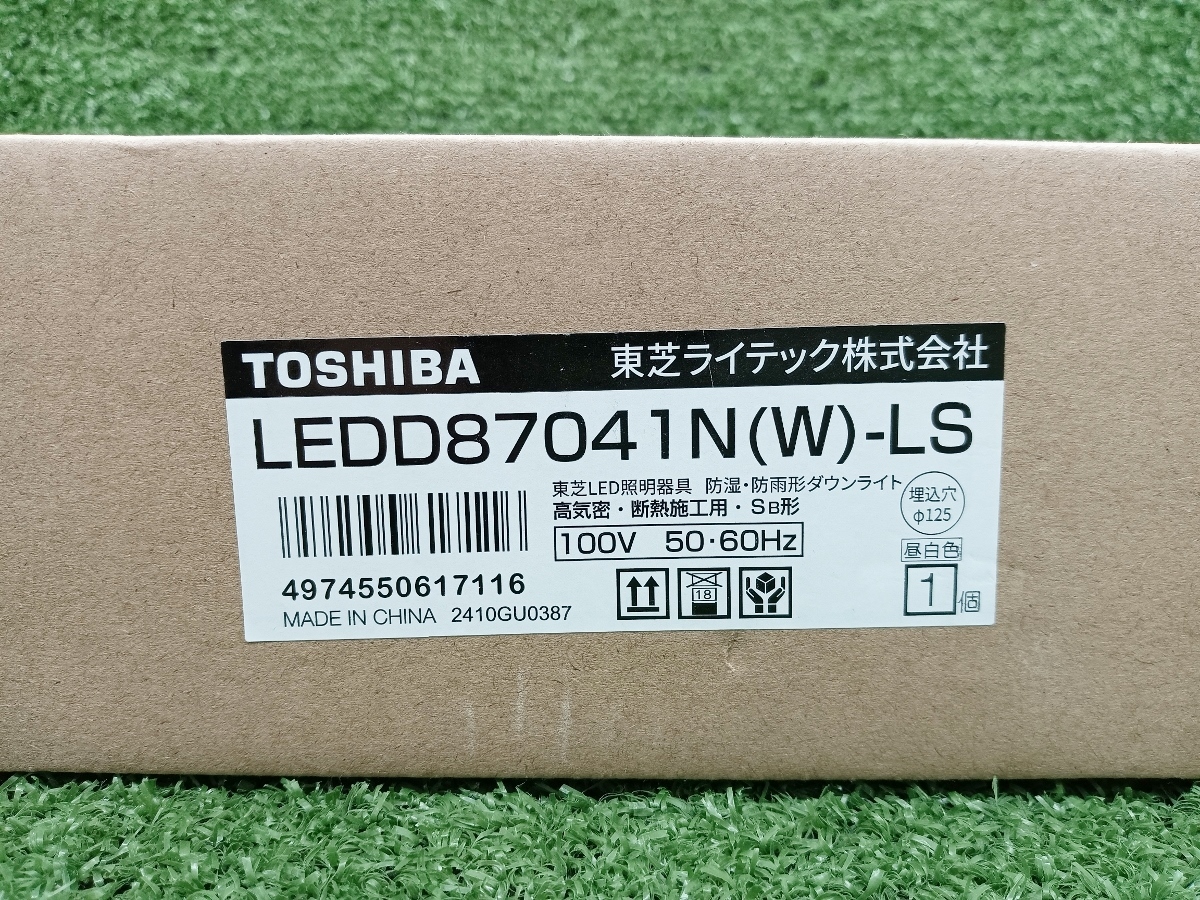 TOSHIBA 東芝ライテック株式会社
LEDD87041N(W)-LS
東芝LED照明器具 防湿・防雨形ダウンライト
高気密・断熱施工用・SB形
100V 50・60Hz
埋込穴
φ125
昼白色
1個
18
4974550617116
MADE IN CHINA 2410GU0387